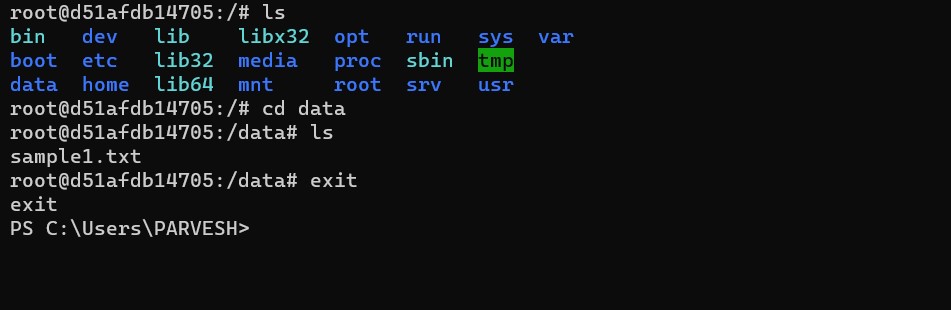 root@d51afdb14705:/# ls
bin   dev   lib    libx32  opt   run   sys  var
boot  etc   lib32  media   proc  sbin  tmp
data  home  lib64  mnt     root  srv   usr
root@d51afdb14705:/# cd data
root@d51afdb14705:/data# ls
sample1.txt
root@d51afdb14705:/data# exit
exit
PS C:\Users\PARVESH>